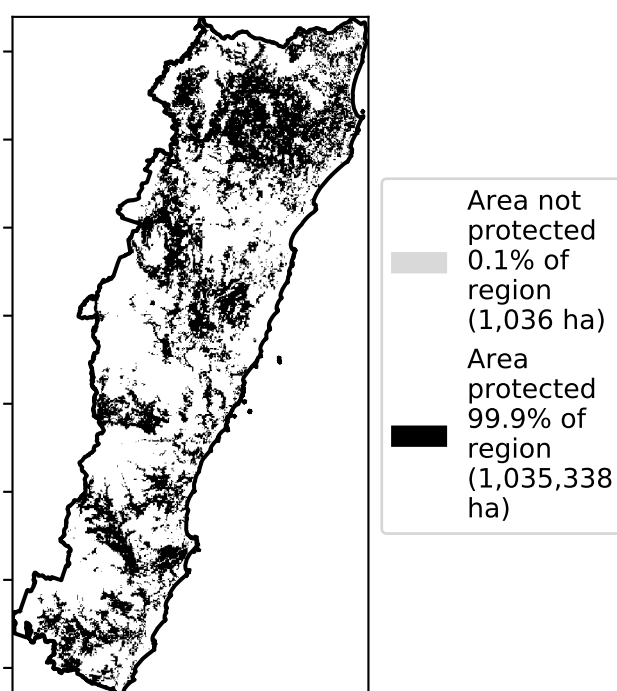 Area not
protected
0.1% of
region
(1,036 ha)
Area
protected
99.9% of
region
(1,035,338
ha)